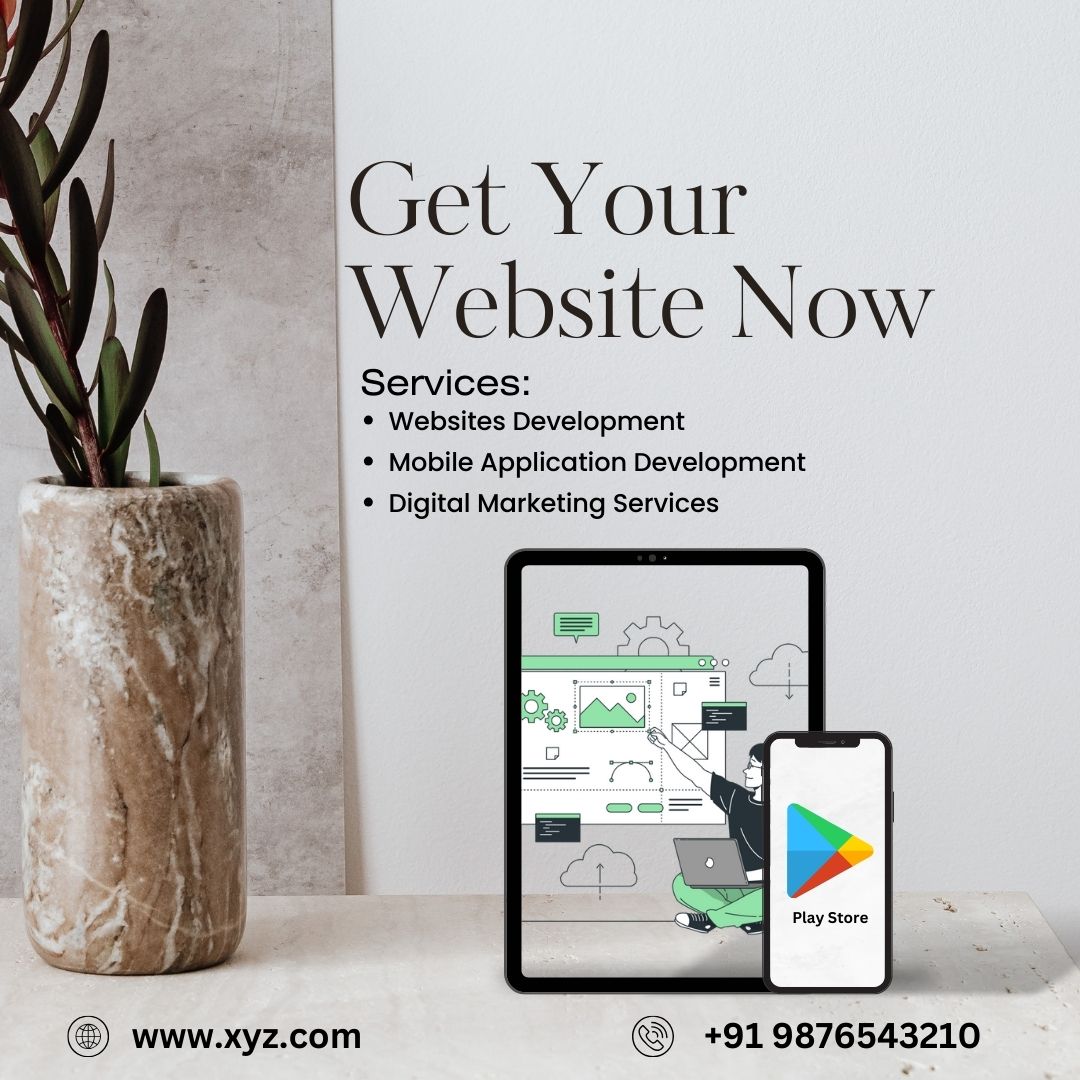 Get Your
Website Now
Services:
• Websites Development
• Mobile Application Development
• Digital Marketing Services
Play Store
www.xyz.com
+91 9876543210